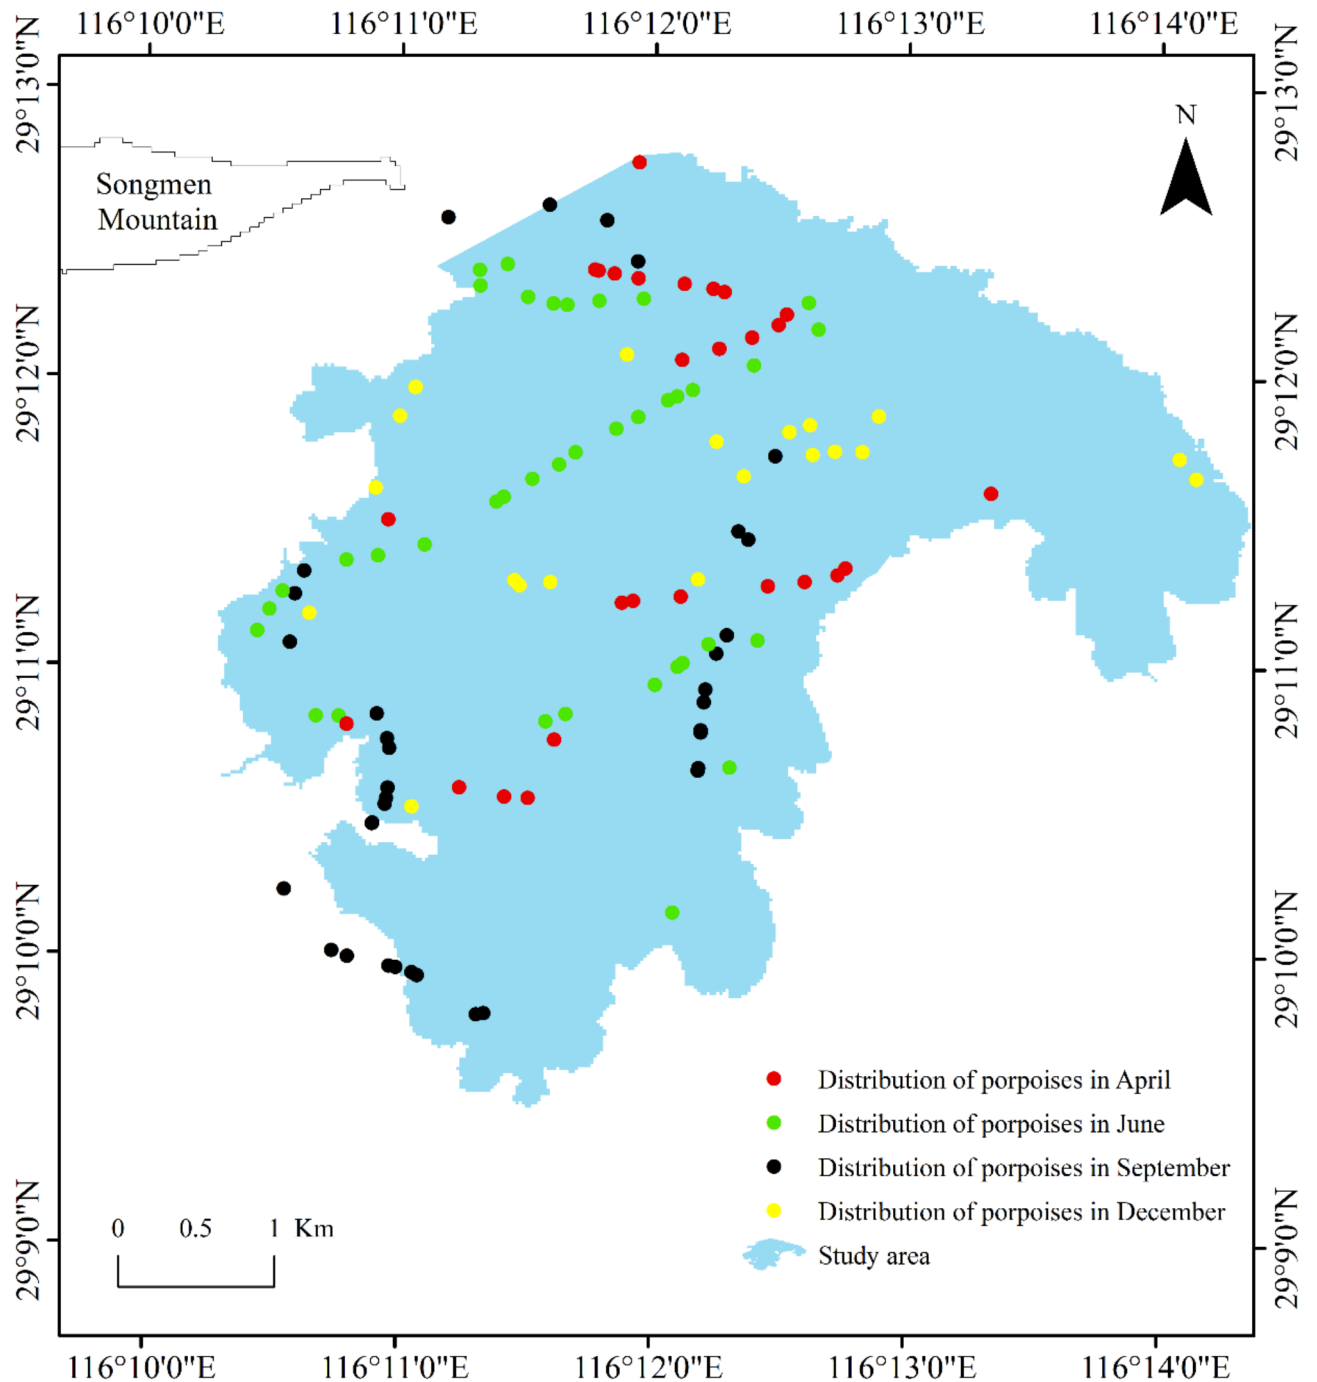 116°10'0"E 116°11'0"E 116°12'0"E 116°13'0"E 116°14'0"E
29°13'0"N
29°12'0"N
29°11'0"N
29°10'0"N
29°9'0"N
Songmen
Mountain
N
29°13'0"N
29°12'0"N
29°11'0"N
29°10'0"N
29°9'0"N
Distribution of porpoises in April
Distribution of porpoises in June
Distribution of porpoises in September
Distribution of porpoises in December
Study area
0 0.5 1 Km
116°10'0"E 116°11'0"E 116°12'0"E 116°13'0"E 116°14'0"E